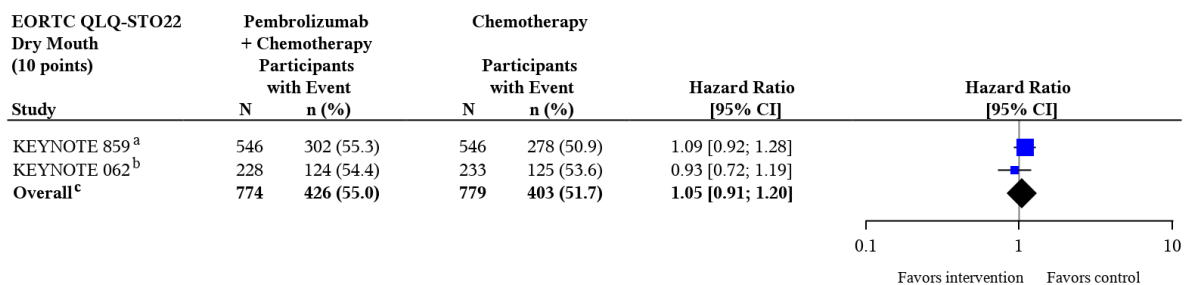 EORTC QLQ-STO22 Pembrolizumab Chemotherapy
Dry Mouth + Chemotherapy
(10 points) Participants Participants
with Event with Event Hazard Ratio Hazard Ratio
Study N n (%) N n (%) [95% CI] [95% CI]
KEYNOTE 859 a 546 302 (55.3) 546 278 (50.9) 1.09 [0.92; 1.28]
KEYNOTE 062 b 228 124 (54.4) 233 125 (53.6) 0.93 [0.72; 1.19]
Overall c 774 426 (55.0) 779 403 (51.7) 1.05 [0.91; 1.20]
0.1 1 10
Favors intervention Favors control